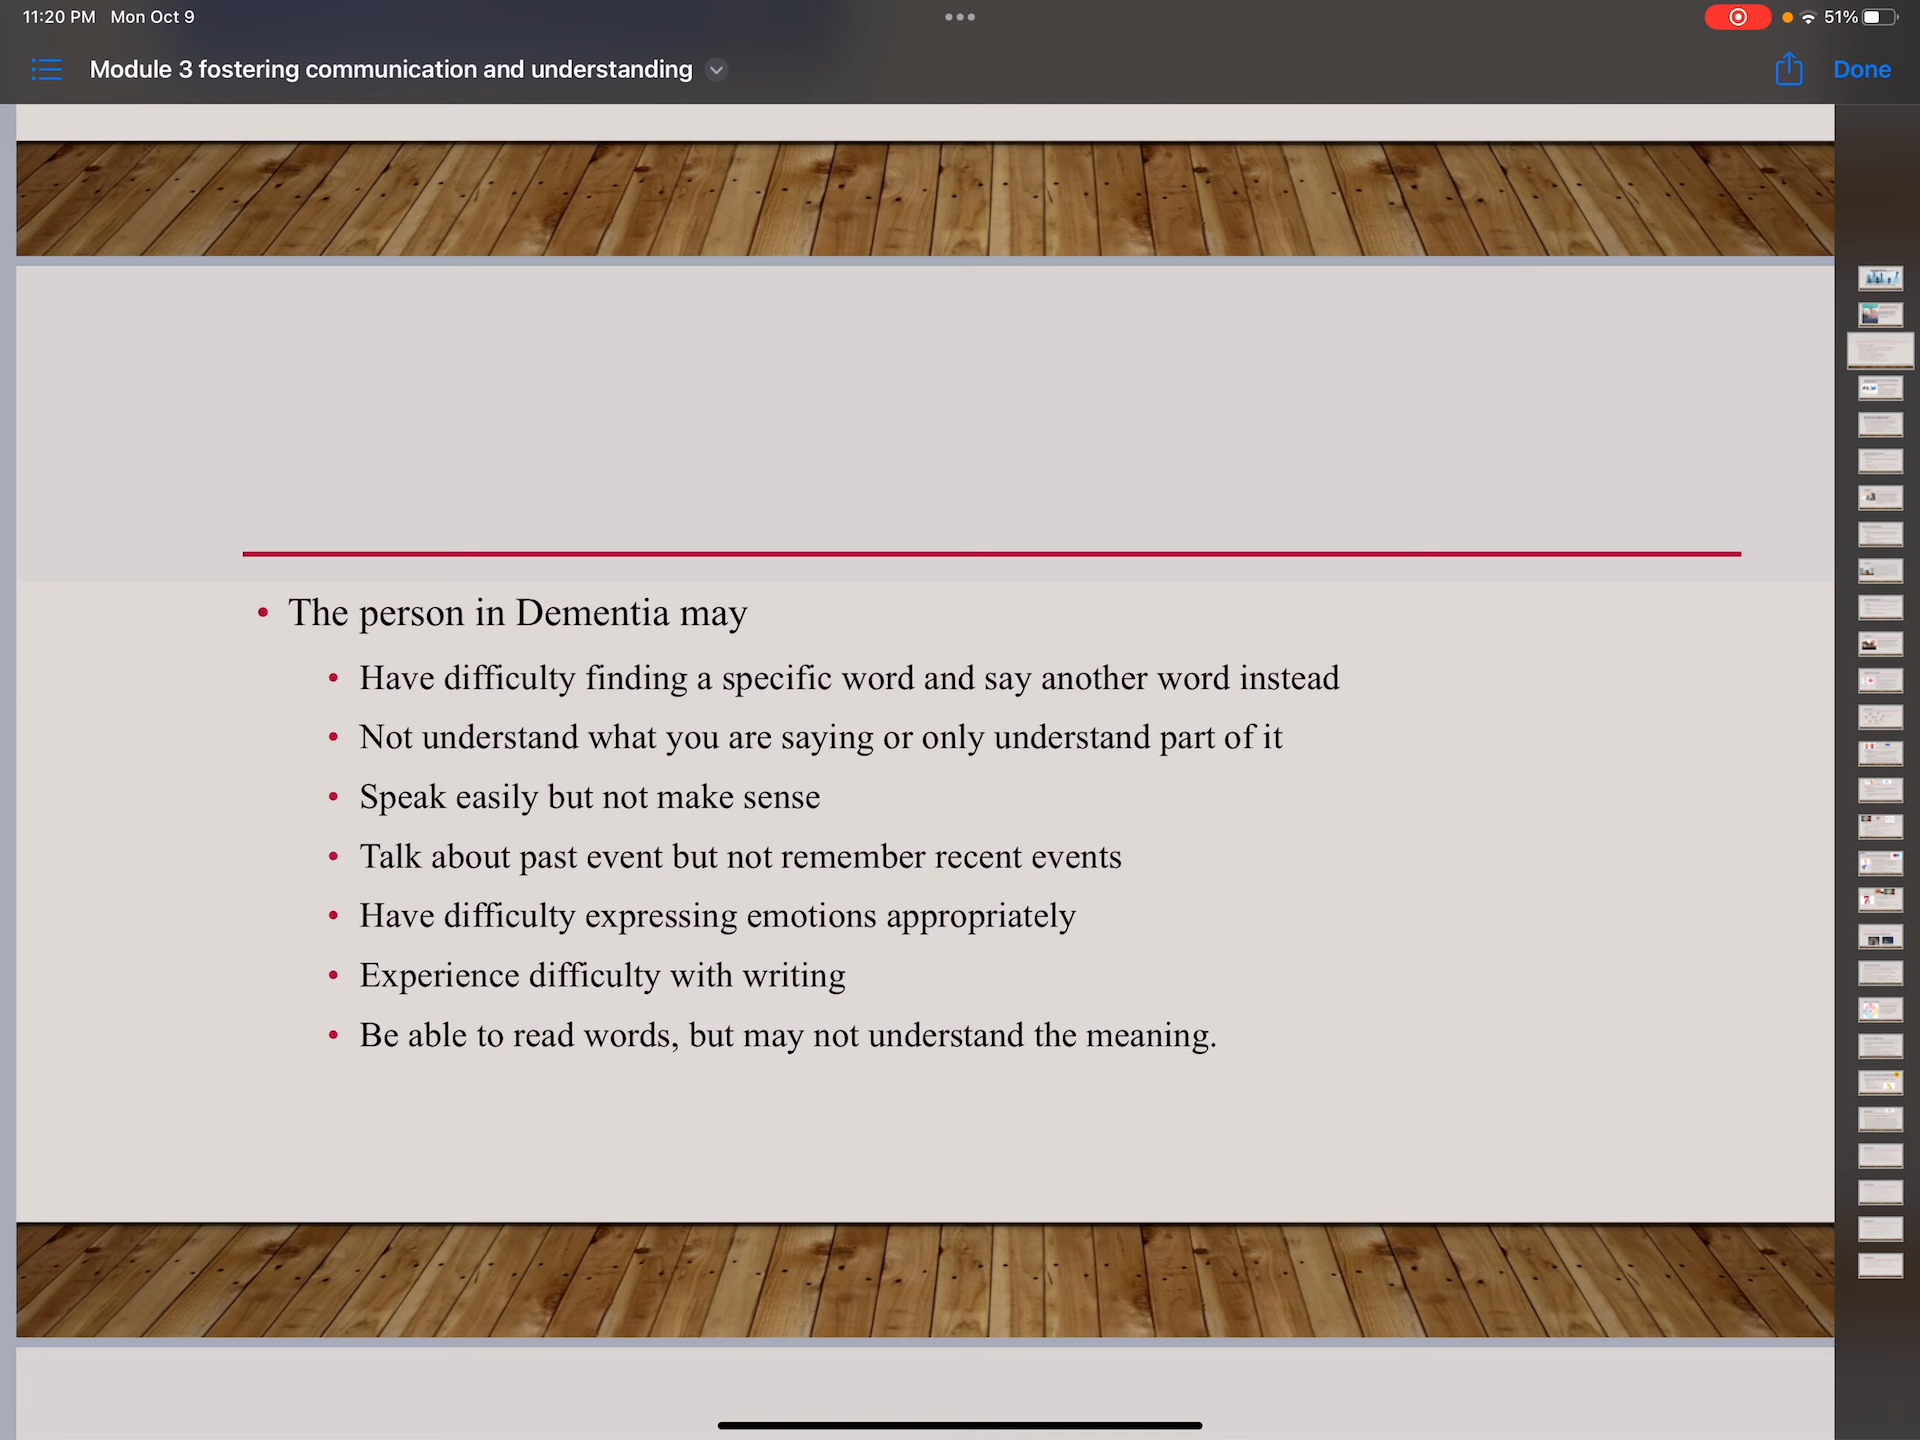 11:20 PM Mon Oct 9
51%
Module 3 fostering communication and understanding
Done
• The person in Dementia may
• Have difficulty finding a specific word and say another word instead
• Not understand what you are saying or only understand part of it
• Speak easily but not make sense
• Talk about past event but not remember recent events
• Have difficulty expressing emotions appropriately
• Experience difficulty with writing
• Be able to read words, but may not understand the meaning.